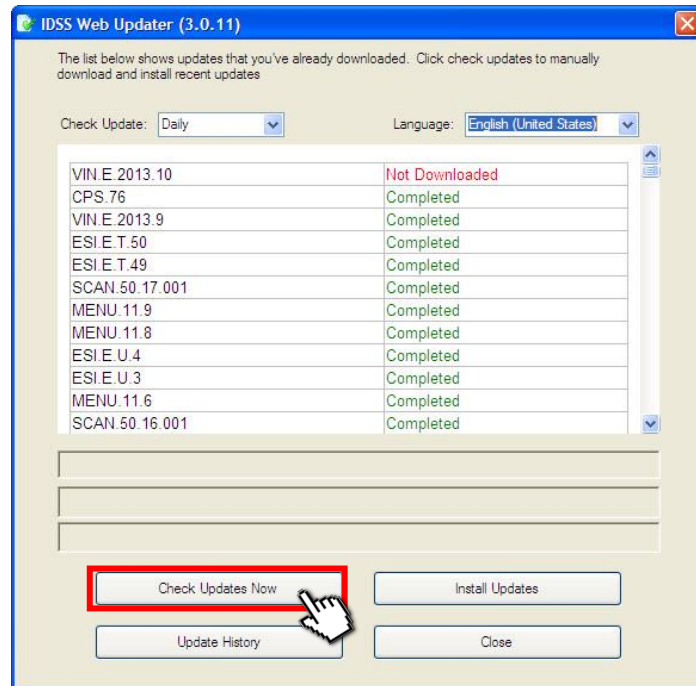 IDSS Web Updater (3.0.11)
The list below shows updates that you've already downloaded. Click check updates to manually
download and install recent updates
Check Update: Daily Language: English (United States)
VIN.E.2013.10 Not Downloaded
CPS.76 Completed
VIN.E.2013.9 Completed
ESI.E.T.50 Completed
ESI.E.T.49 Completed
SCAN.50.17.001 Completed
MENU.11.9 Completed
MENU.11.8 Completed
ESI.E.U.4 Completed
ESI.E.U.3 Completed
MENU.11.6 Completed
SCAN.50.16.001 Completed
Check Updates Now Install Updates
Update History Close